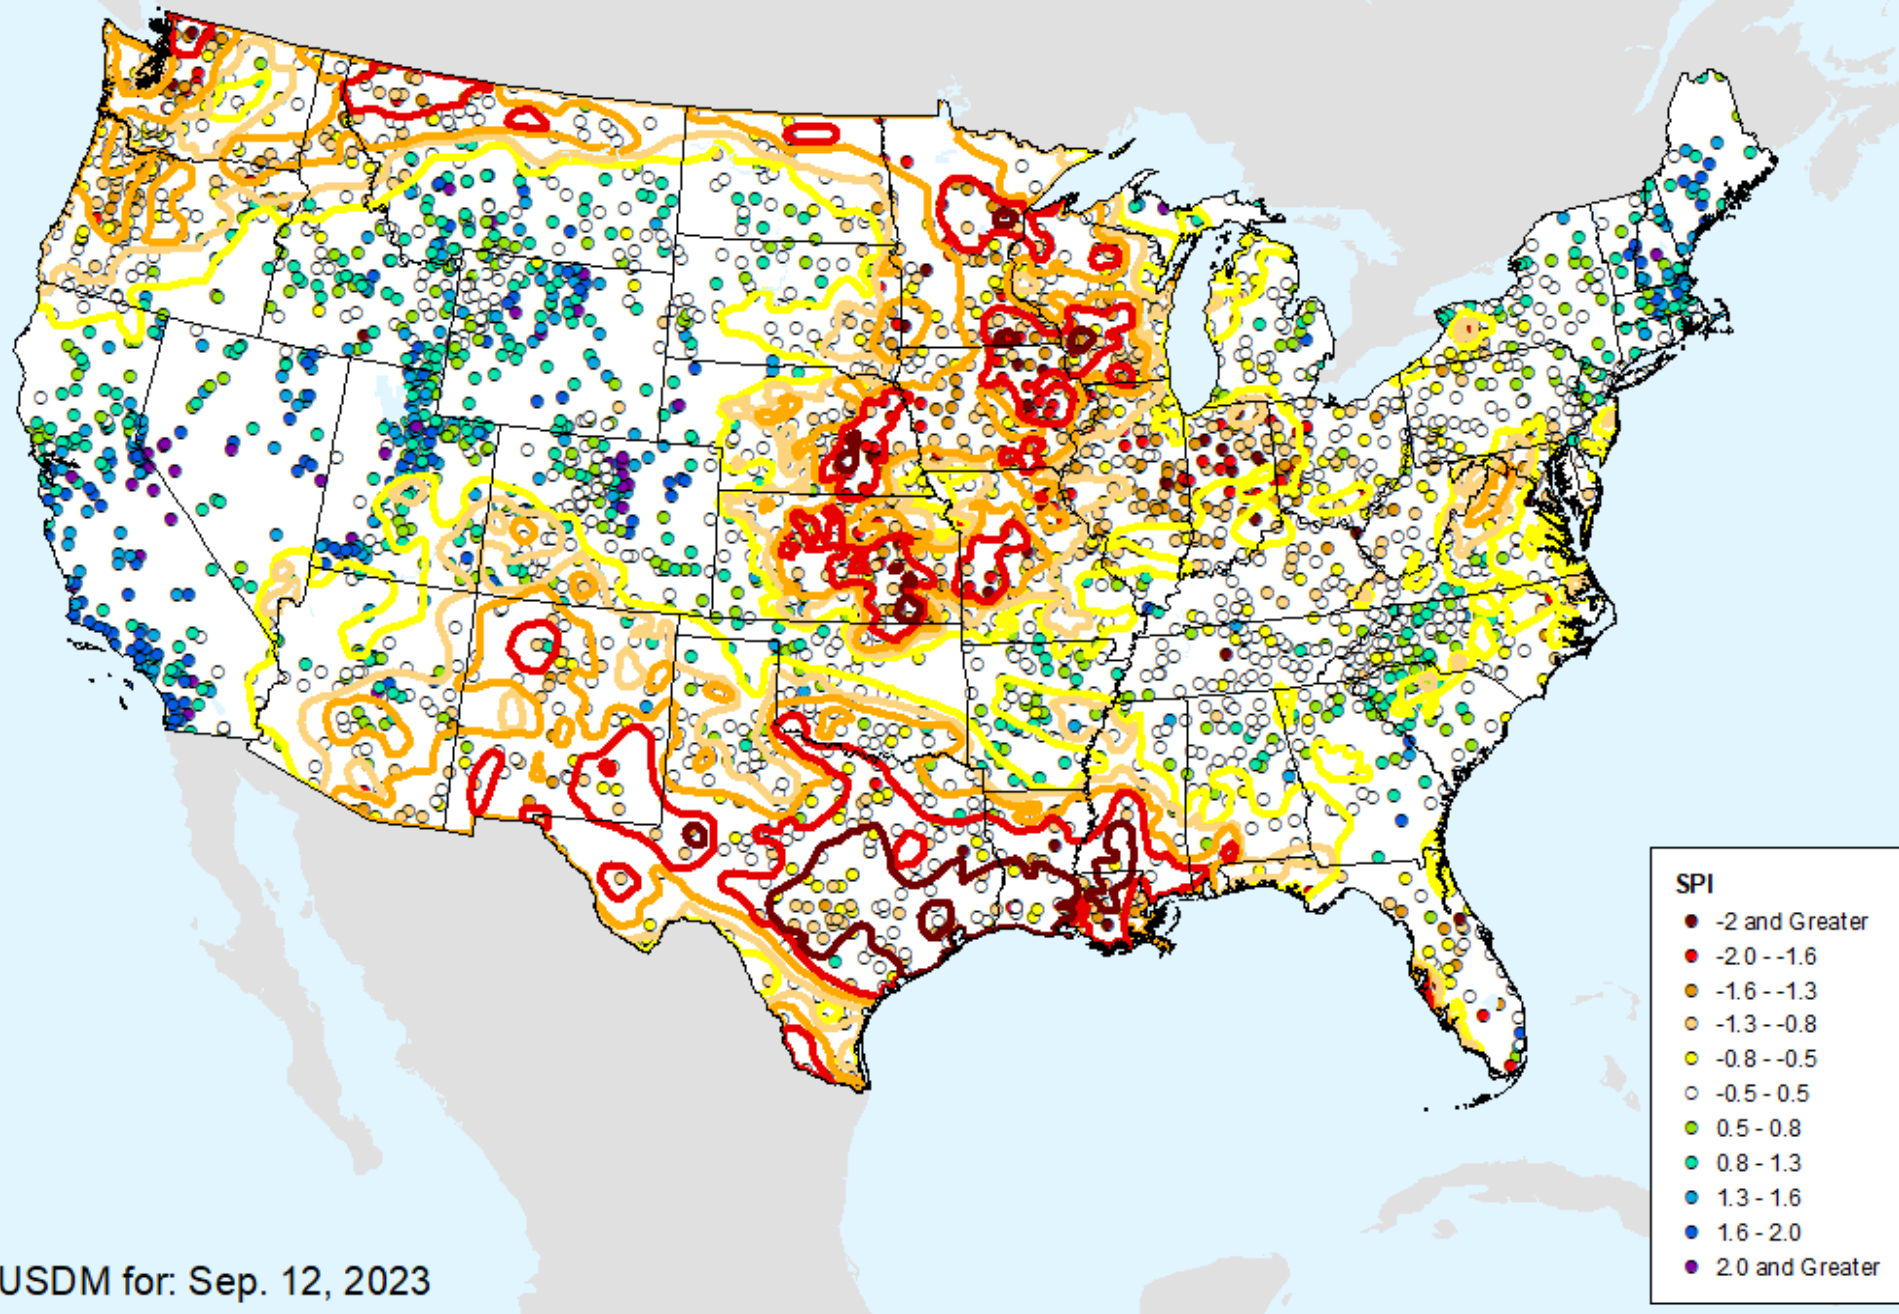 SPI
-2 and Greater
-2.0 - -1.6
-1.6 - -1.3
-1.3 - -0.8
-0.8 - -0.5
-0.5 - 0.5
0.5 - 0.8
0.8 - 1.3
1.3 - 1.6
1.6 - 2.0
2.0 and Greater
USDM for: Sep. 12, 2023